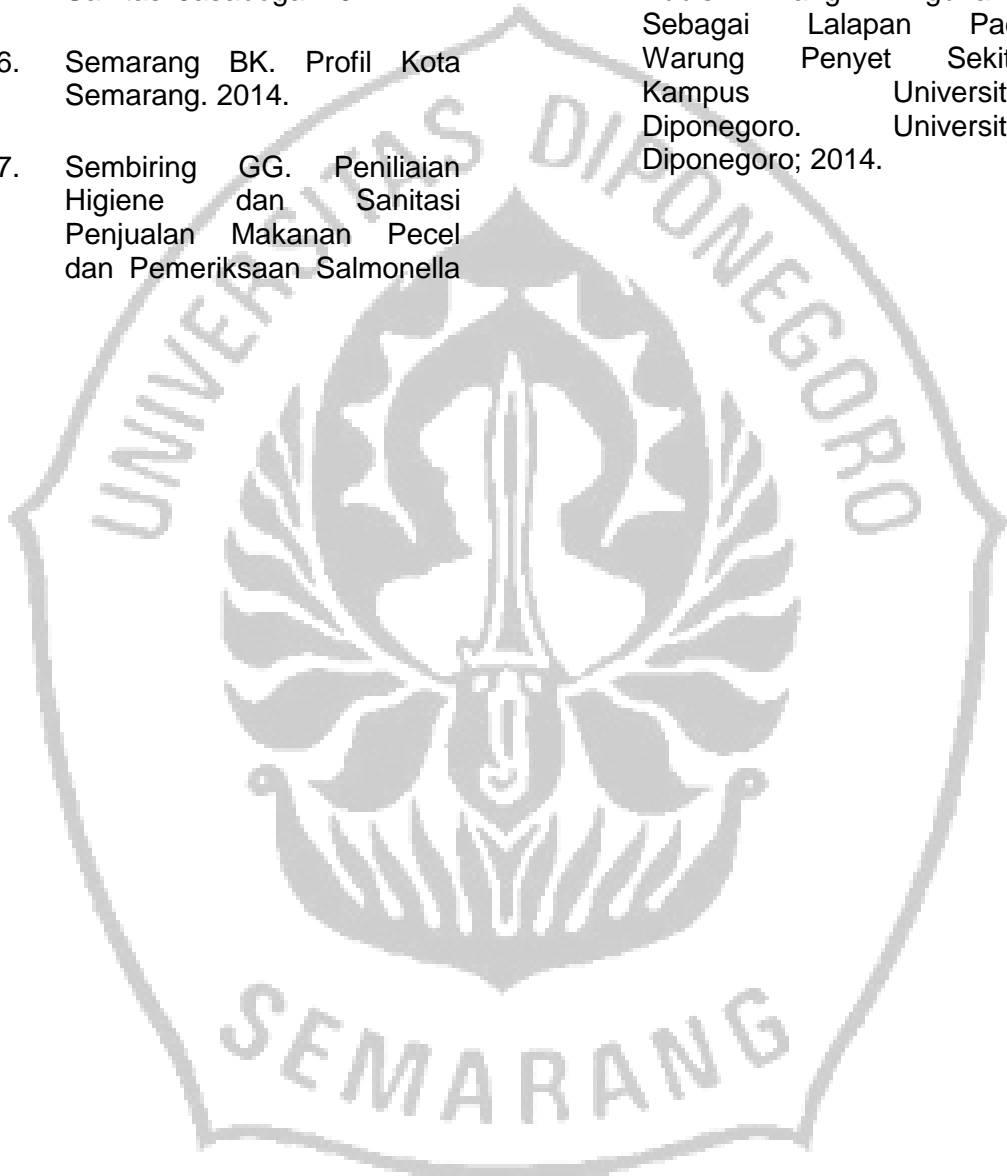 6. Semarang BK. Profil Kota
Semarang. 2014.
7. Sembiring GG. Peniliaian
Higiene dan Sanitasi
Penjualan Makanan Pecel
dan Pemeriksaan Salmonella
Sebagai Lalapan
Warung Penyet
Kampus
Diponegoro.
Diponegoro; 2014.
UNIVERSITAS DIPONEGORO
SEMARANG